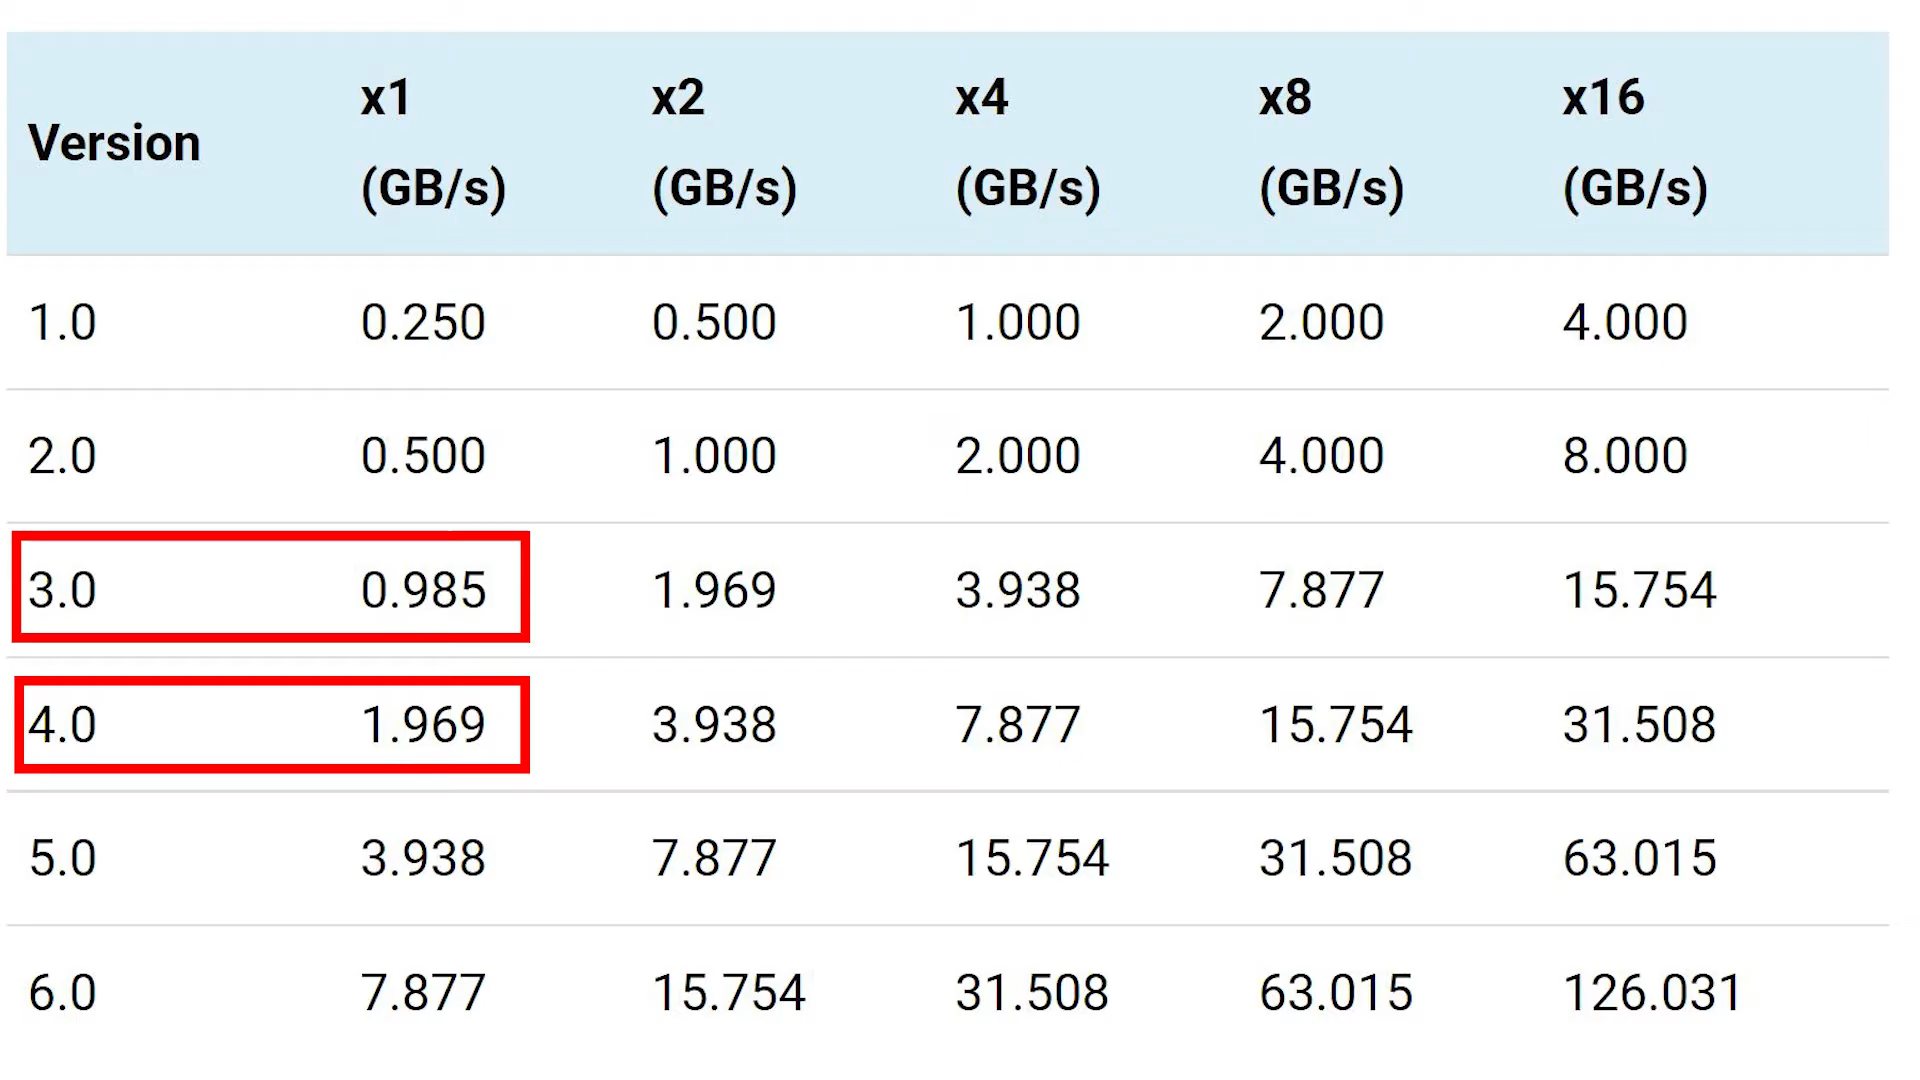 Version x1 (GB/s) x2 (GB/s) x4 (GB/s) x8 (GB/s) x16 (GB/s)
1.0 0.250 0.500 1.000 2.000 4.000
2.0 0.500 1.000 2.000 4.000 8.000
3.0 0.985 1.969 3.938 7.877 15.754
4.0 1.969 3.938 7.877 15.754 31.508
5.0 3.938 7.877 15.754 31.508 63.015
6.0 7.877 15.754 31.508 63.015 126.031